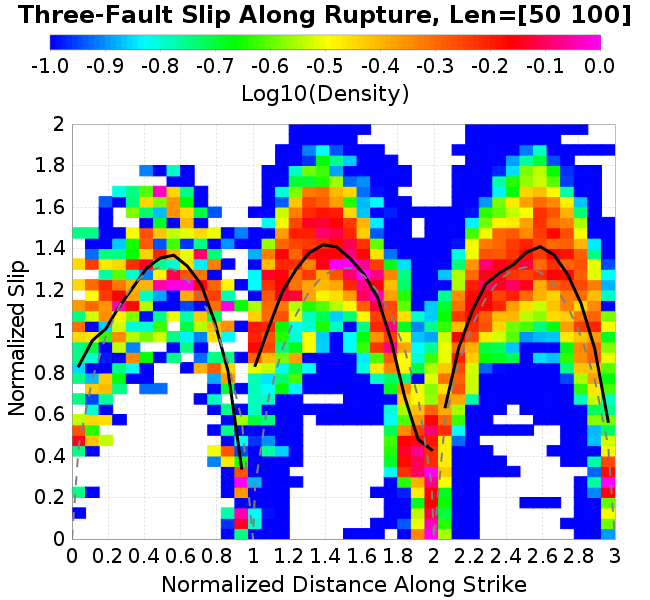 Three-Fault Slip Along Rupture, Len=[50 100]
-1.0 -0.9 -0.8 -0.7 -0.6 -0.5 -0.4 -0.3 -0.2 -0.1 0.0
Log10(Density)
2
1.8
1.6
1.4
1.2
1
0.8
0.6
0.4
0.2
0
Normalized Slip
0 0.2 0.4 0.6 0.8 1 1.2 1.4 1.6 1.8 2 2.2 2.4 2.6 2.8 3
Normalized Distance Along Strike